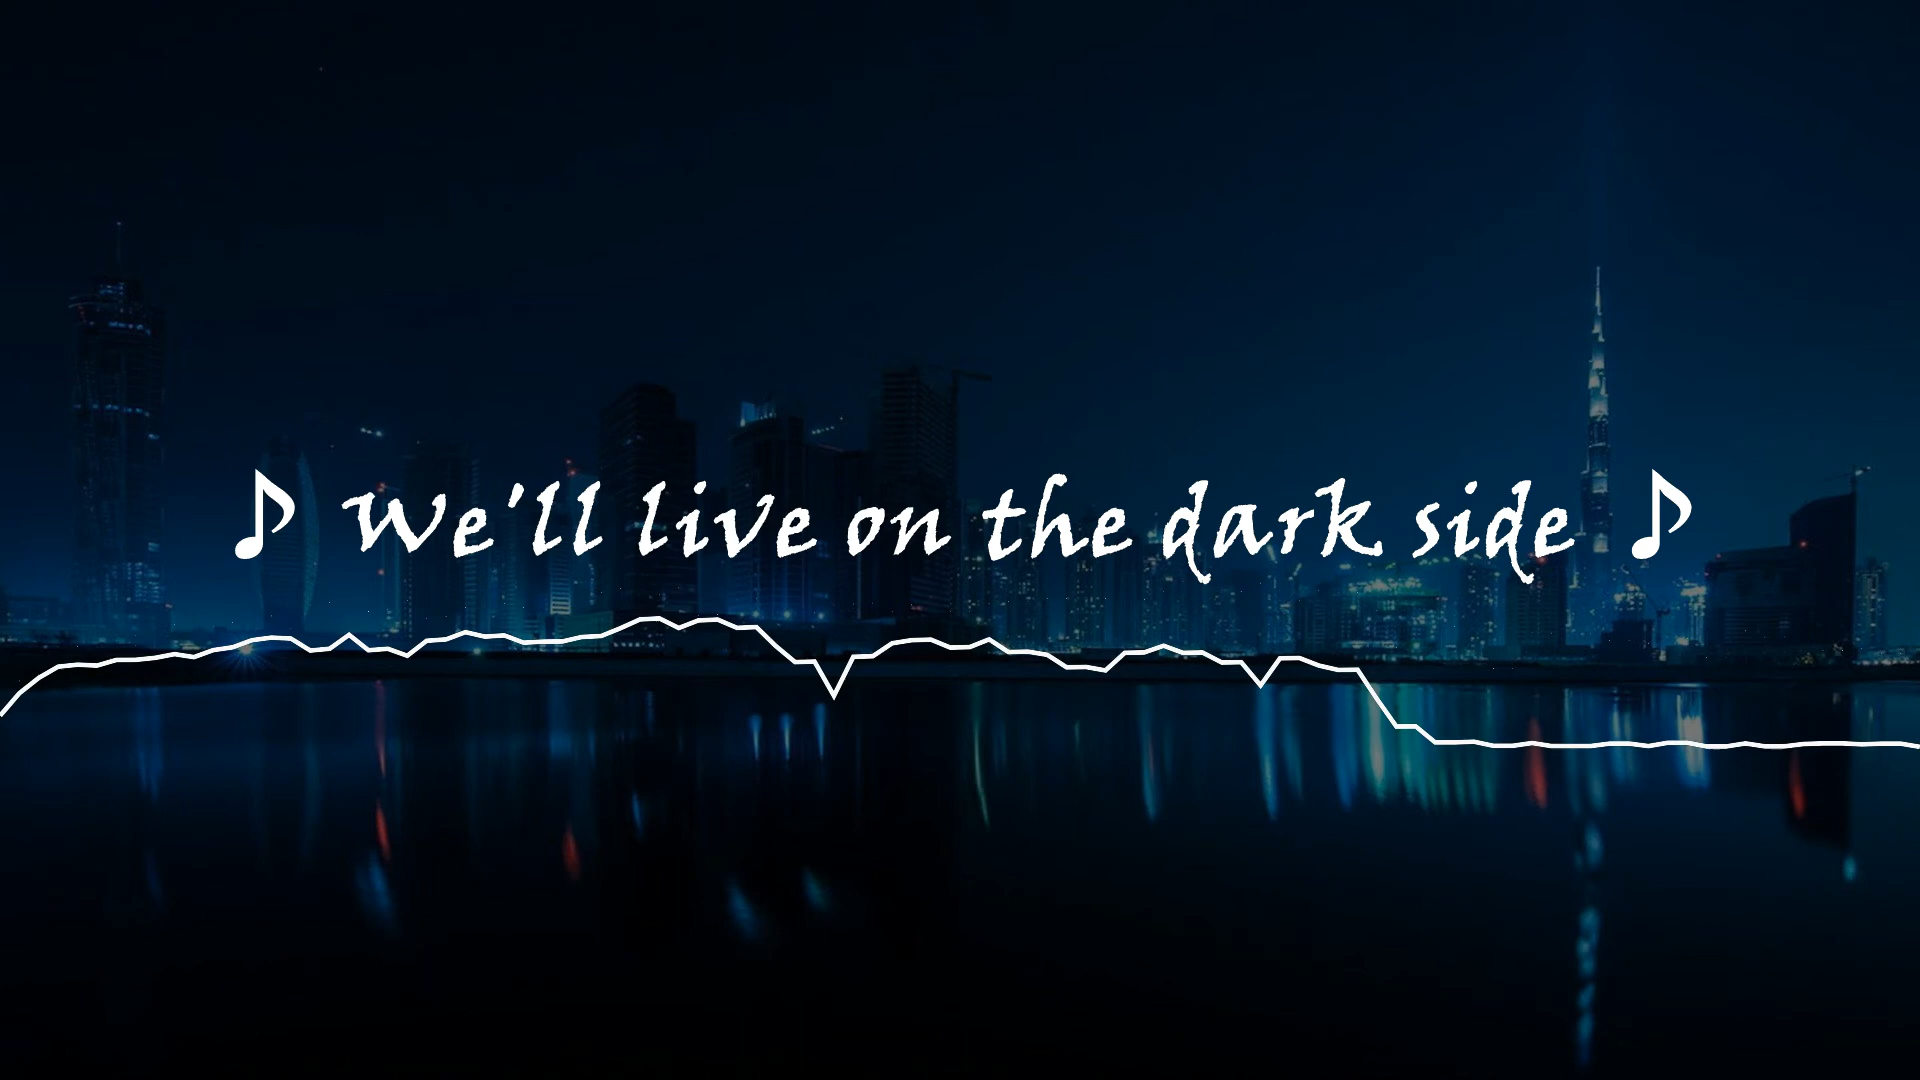 ♪ We'll live on the dark side ♪